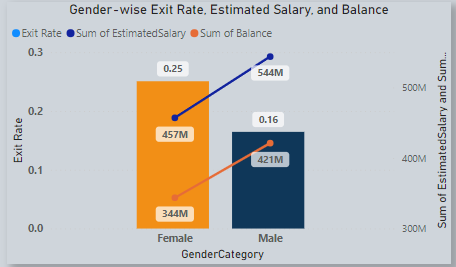 Gender-wise Exit Rate, Estimated Salary, and Balance
Exit Rate Sum of EstimatedSalary Sum of Balance
0.3
0.2
0.1
0.0
Exit Rate
0.25
457M
344M
544M
0.16
421M
500M
400M
300M
Sum of EstimatedSalary and Sum...
Female Male
GenderCategory